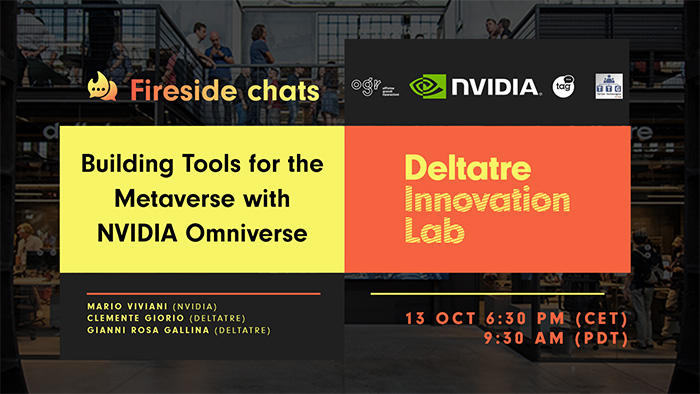 Fireside chats
ogr
NVIDIA.
tag
TTG
Building Tools for the
Metaverse with
NVIDIA Omniverse
Deltatre
Innovation
Lab
MARIO VIVIANI (NVIDIA)
CLEMENTE GIORIO (DELTATRE)
GIANNI ROSA GALLINA (DELTATRE)
13 OCT 6:30 PM (CET)
9:30 AM (PDT)